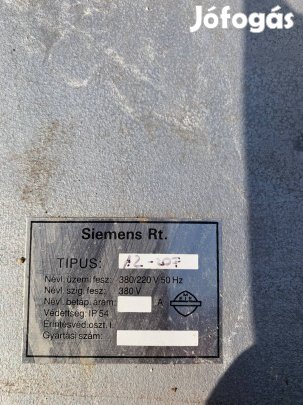 Jófogás
Siemens Rt.
TIPUS:
Névl. üzemi fesz: 380/220 V 50 Hz
Névl. szig. fesz: 380 V
Névl. betáp. áram: A
Védettség: IP 54
Érintésvéd. oszt. I.
Gyártási szám: